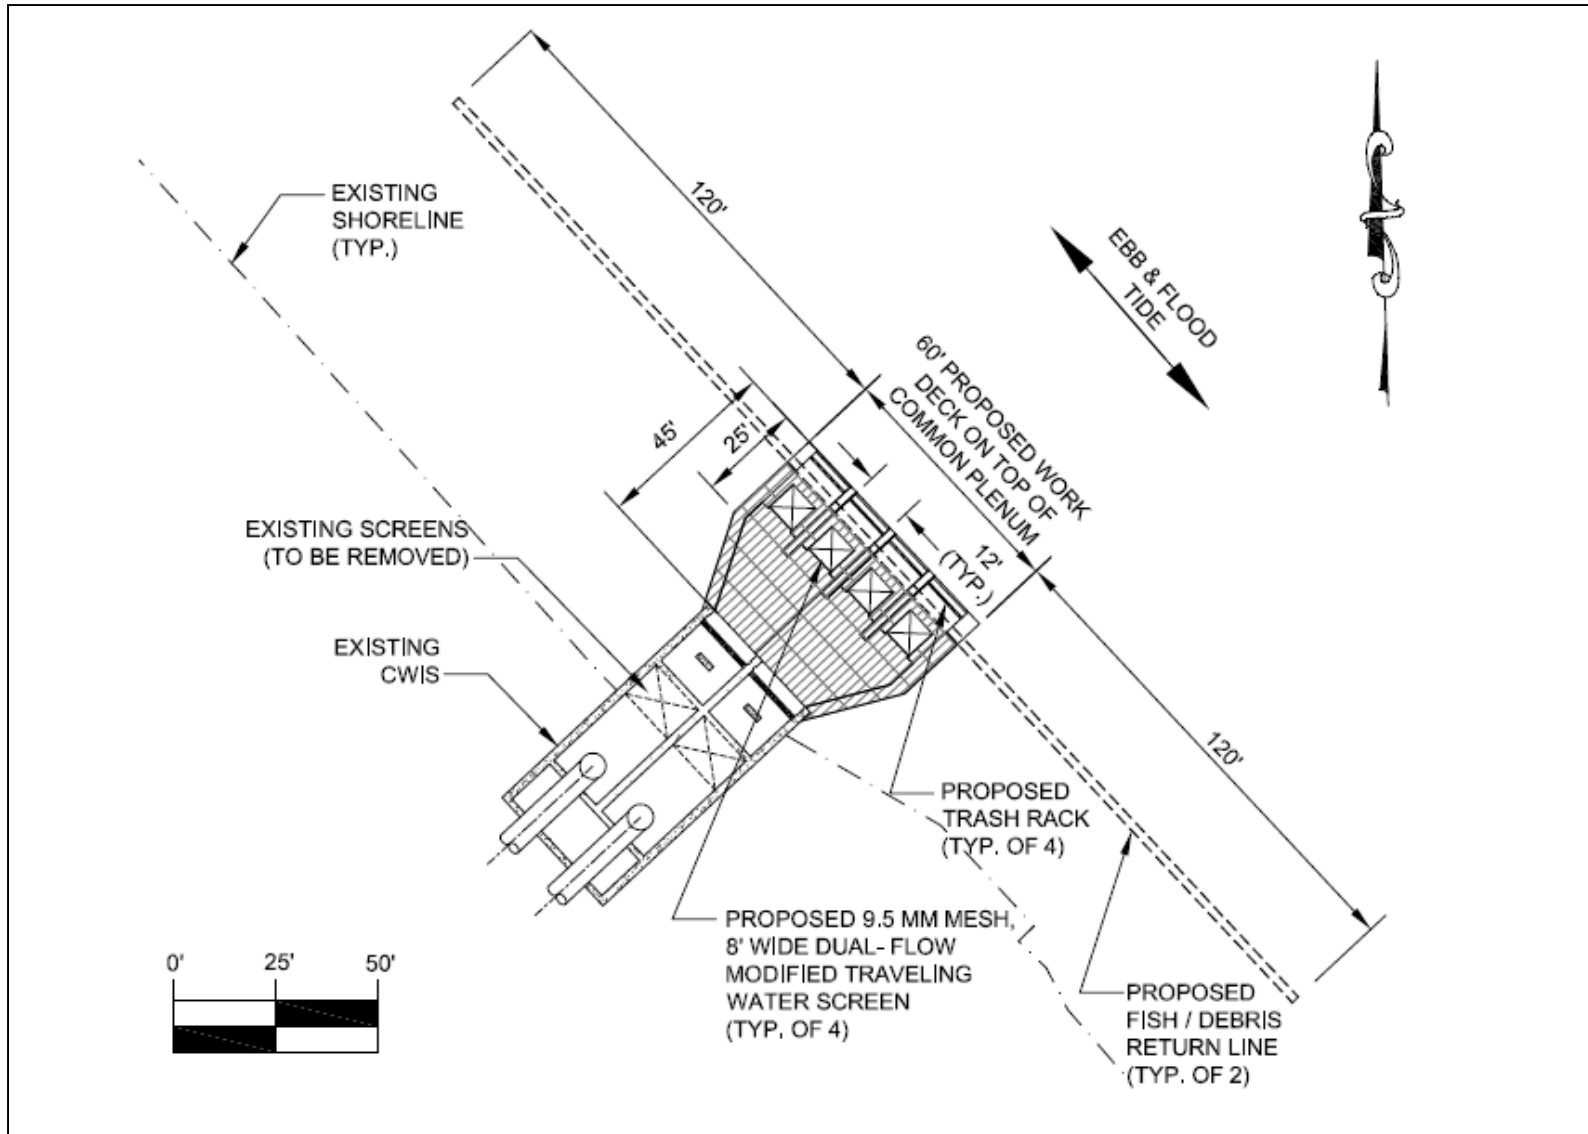 EXISTING
SHORELINE
(TYP.)
120'
EBB & FLOOD
TIDE
60' PROPOSED WORK
DECK ON TOP OF
COMMON PLENUM
45'
25'
12'
(TYP.)
EXISTING SCREENS
(TO BE REMOVED)
EXISTING
CWIS
120'
PROPOSED
TRASH RACK
(TYP. OF 4)
PROPOSED 9.5 MM MESH,
8' WIDE DUAL-FLOW
MODIFIED TRAVELING
WATER SCREEN
(TYP. OF 4)
PROPOSED
FISH / DEBRIS
RETURN LINE
(TYP. OF 2)
0' 25' 50'